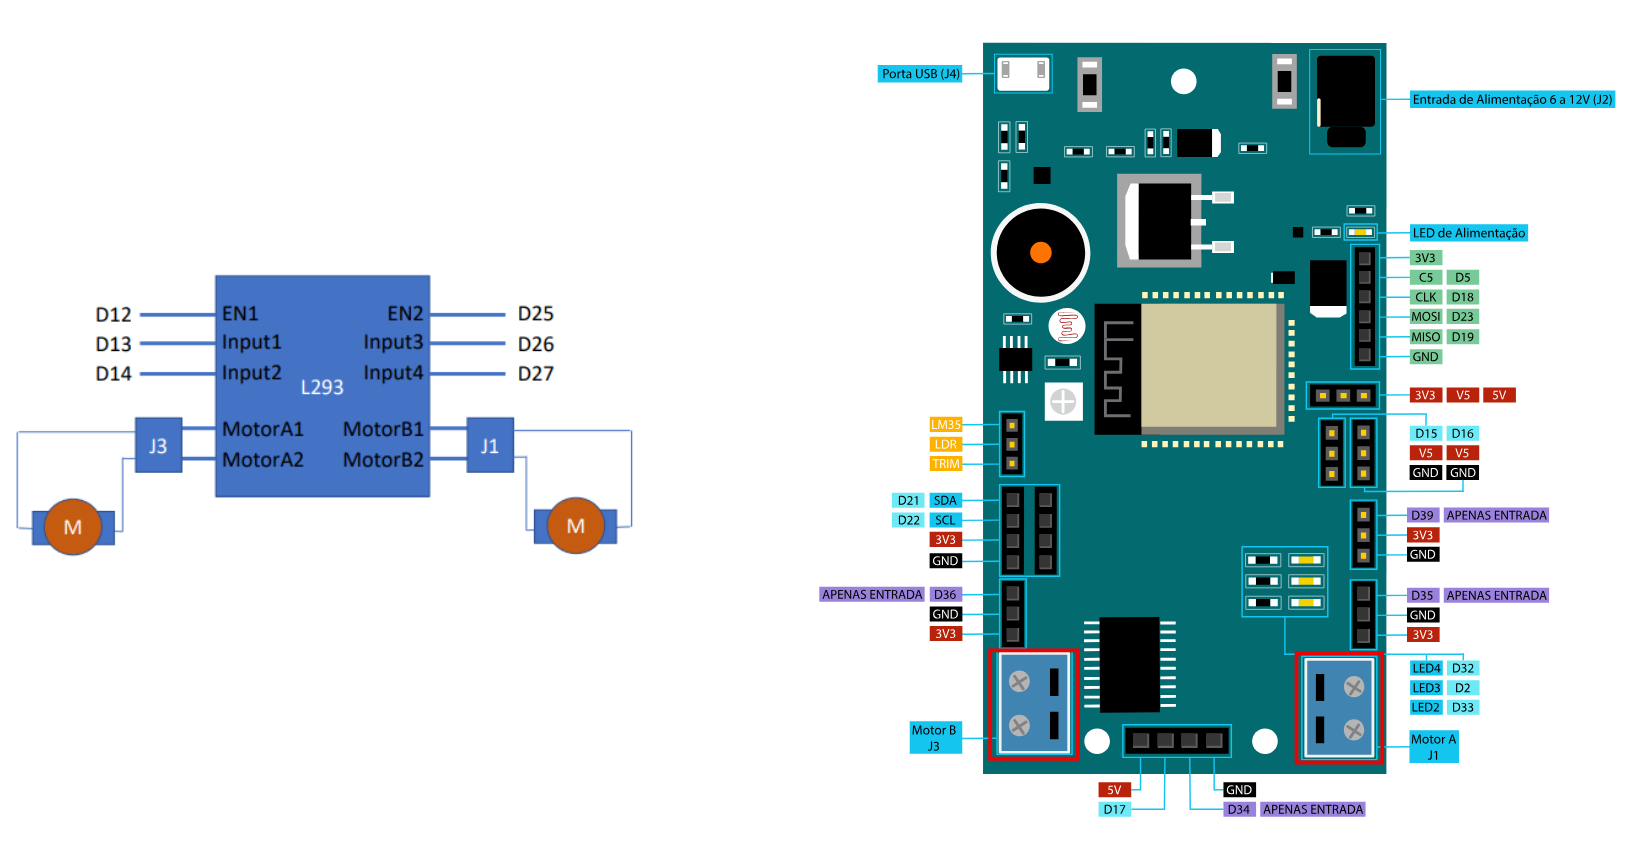 D12
D13
D14
EN1
Input1
Input2
EN2
Input3
Input4
D25
D26
D27
L293
MotorA1
MotorA2
MotorB1
MotorB2
J3
J1
M
M
Porta USB (J4)
Entrada de Alimentação 6 a 12V (J2)
LED de Alimentação
3V3
C5 D5
CLK D18
MOSI D23
MISO D19
GND
3V3 V5 5V
D15 D16
V5 V5
GND GND
D39 APENAS ENTRADA
3V3
GND
D35 APENAS ENTRADA
GND
3V3
LED4 D32
LED3 D2
LED2 D33
Motor A
J1
LM35
LDR
TRIM
D21 SDA
D22 SCL
3V3
GND
APENAS ENTRADA D36
GND
3V3
Motor B
J3
5V
D17
GND
D34 APENAS ENTRADA